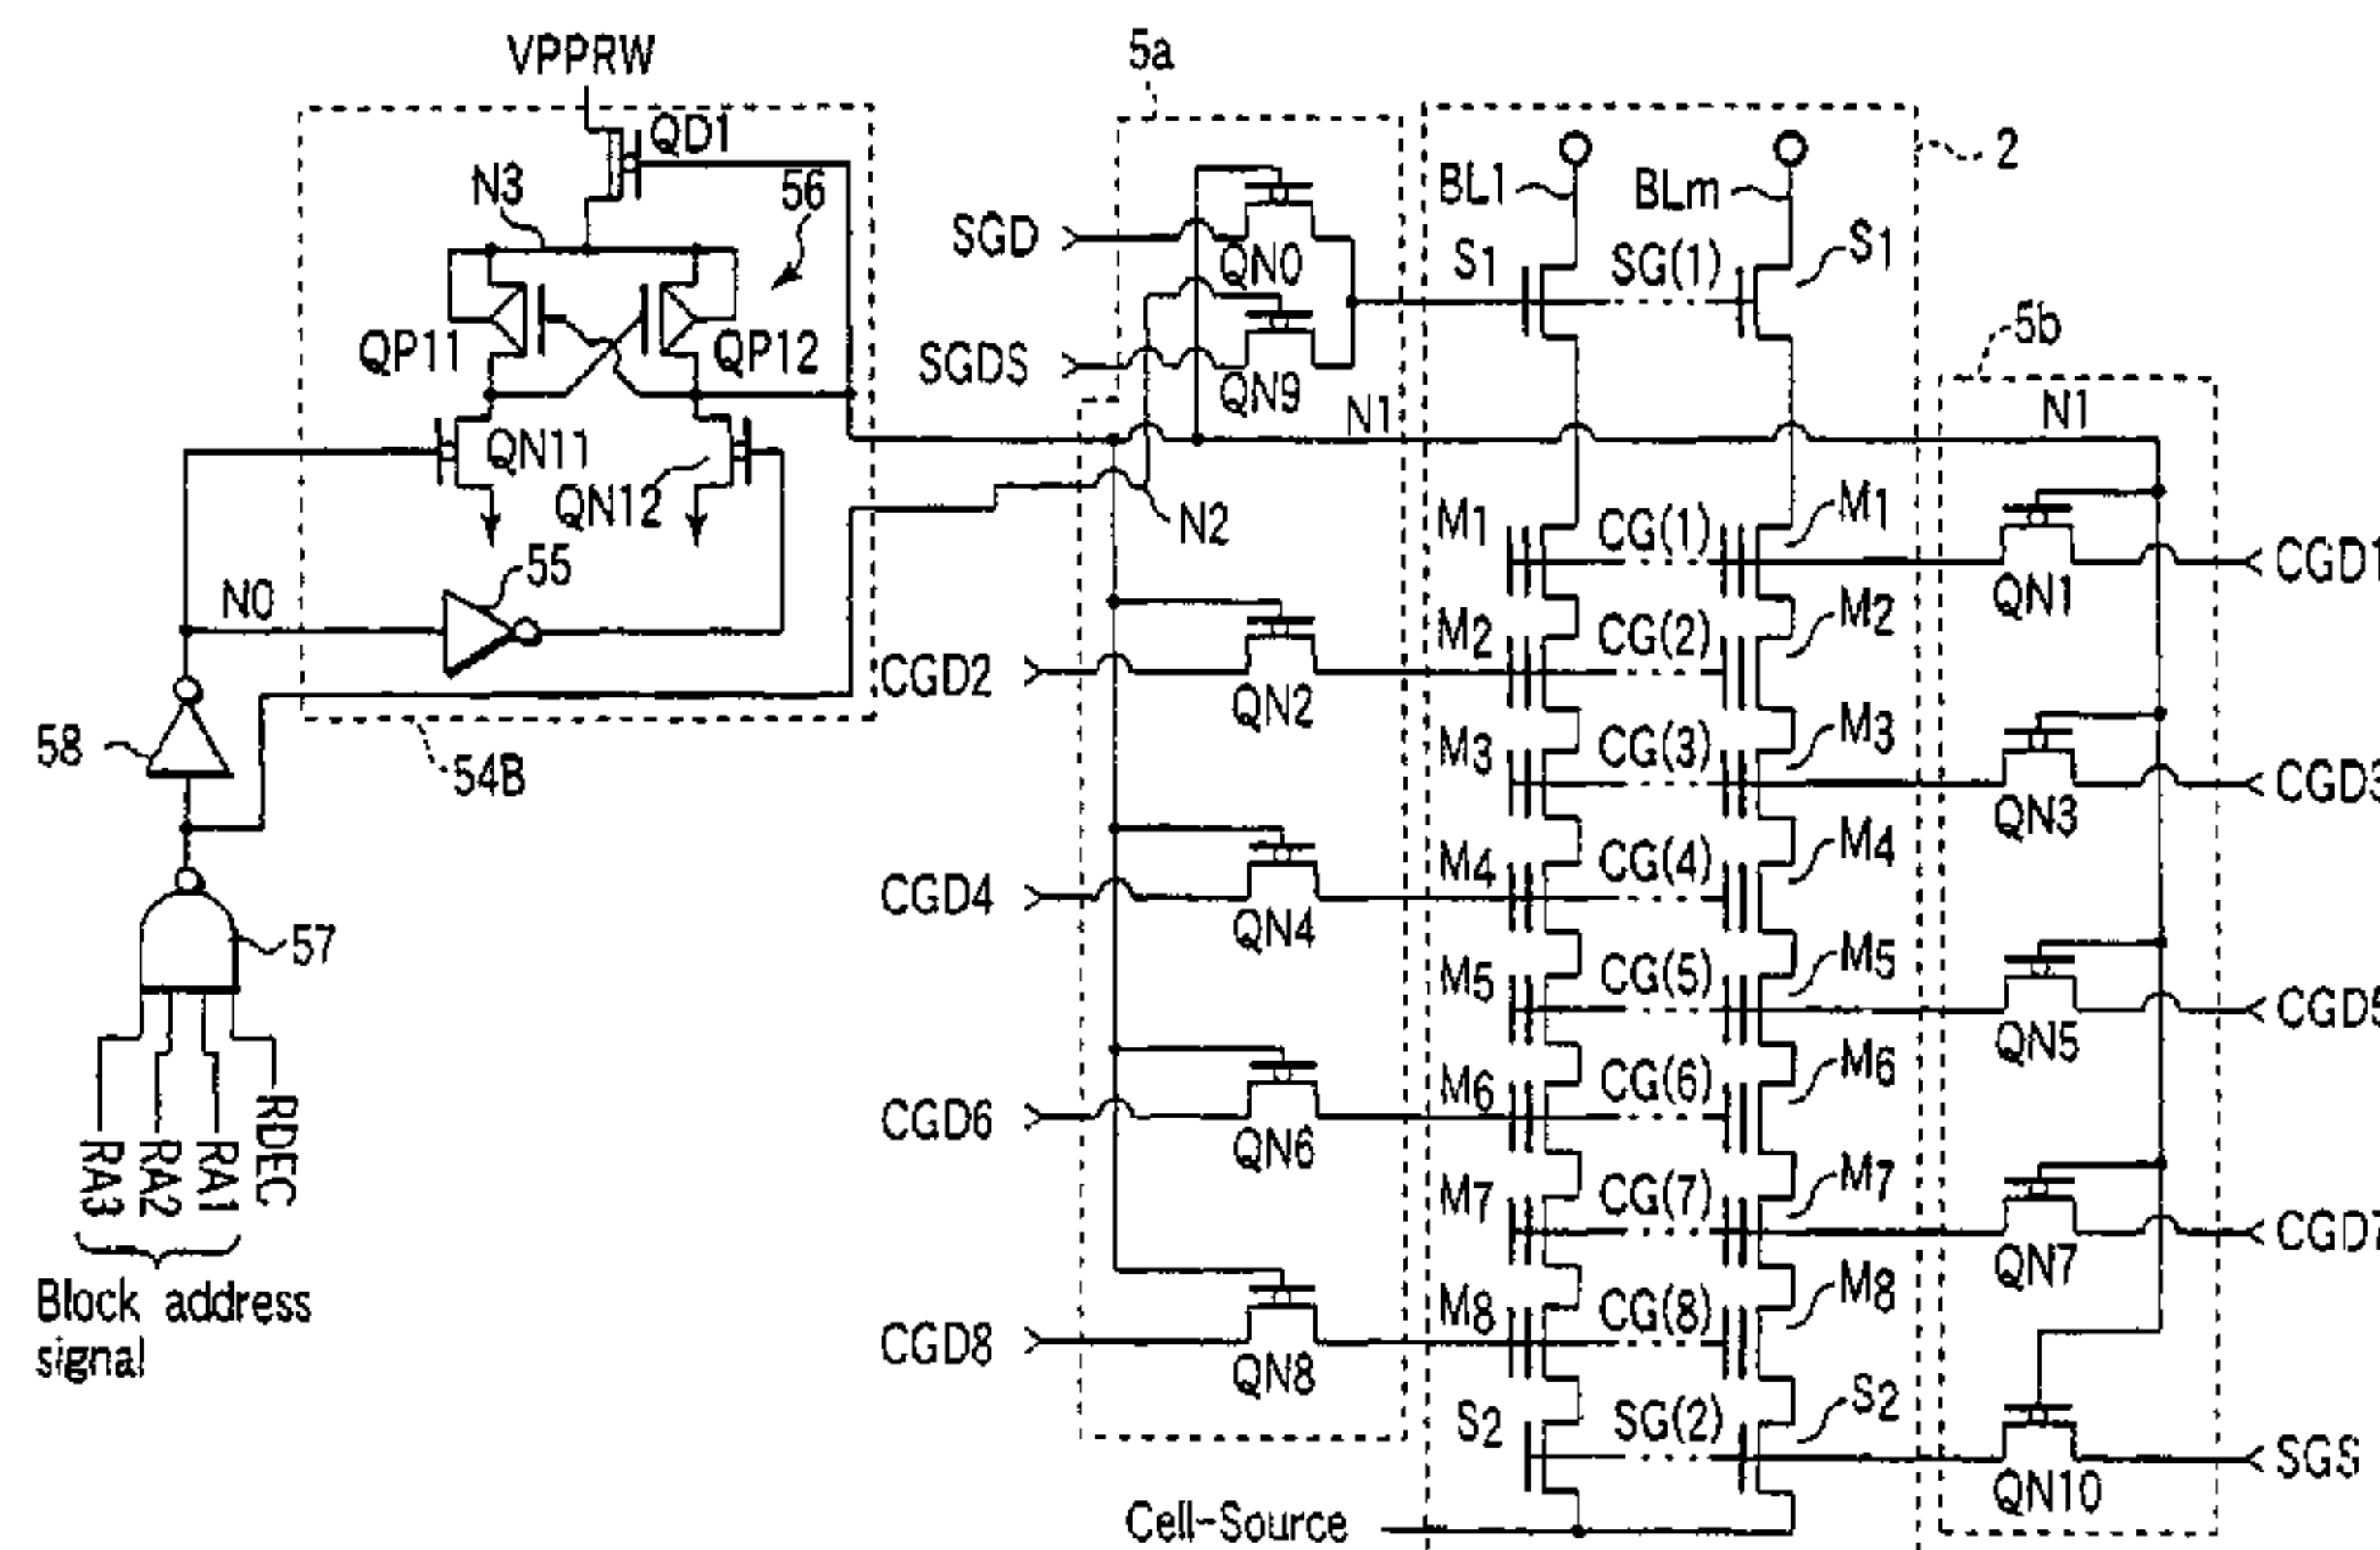 VPPRW
5a
QD1
N3
56
2
BL1
BLm
SGD
QN0
S1
SG(1)
S1
5b
QP11
QP12
SGDS
QN9
N1
N1
QN11
QN12
N2
M1
CG(1)
M1
QN1
CGD1
55
N0
M2
CG(2)
M2
CGD2
QN2
58
54B
M3
CG(3)
M3
QN3
CGD3
M4
CG(4)
M4
CGD4
QN4
57
M5
CG(5)
M5
QN5
CGD5
M6
CG(6)
M6
CGD6
QN6
RA3
RA2
RA1
RDEC
M7
CG(7)
M7
QN7
CGD7
Block address
signal
M8
CG(8)
M8
CGD8
QN8
S2
SG(2)
S2
QN10
SGS
Cell-Source